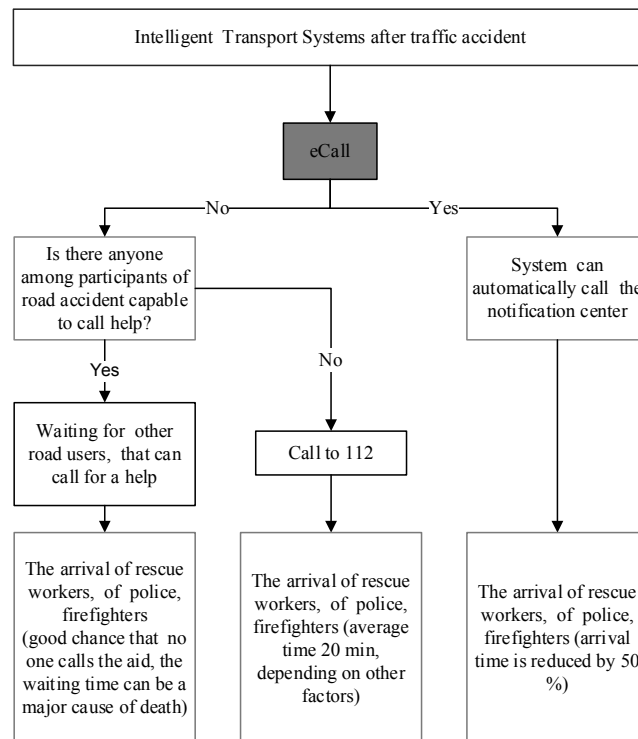 Intelligent Transport Systems after traffic accident
eCall
No
Yes
Is there anyone
among participants of
road accident capable
to call help?
System can
automatically call the
notification center
Yes
No
Waiting for other
road users, that can
call for a help
Call to 112
The arrival of rescue
workers, of police,
firefighters
(good chance that no
one calls the aid, the
waiting time can be a
major cause of death)
The arrival of rescue
workers, of police,
firefighters (average
time 20 min,
depending on other
factors)
The arrival of rescue
workers, of police,
firefighters (arrival
time is reduced by 50
%)